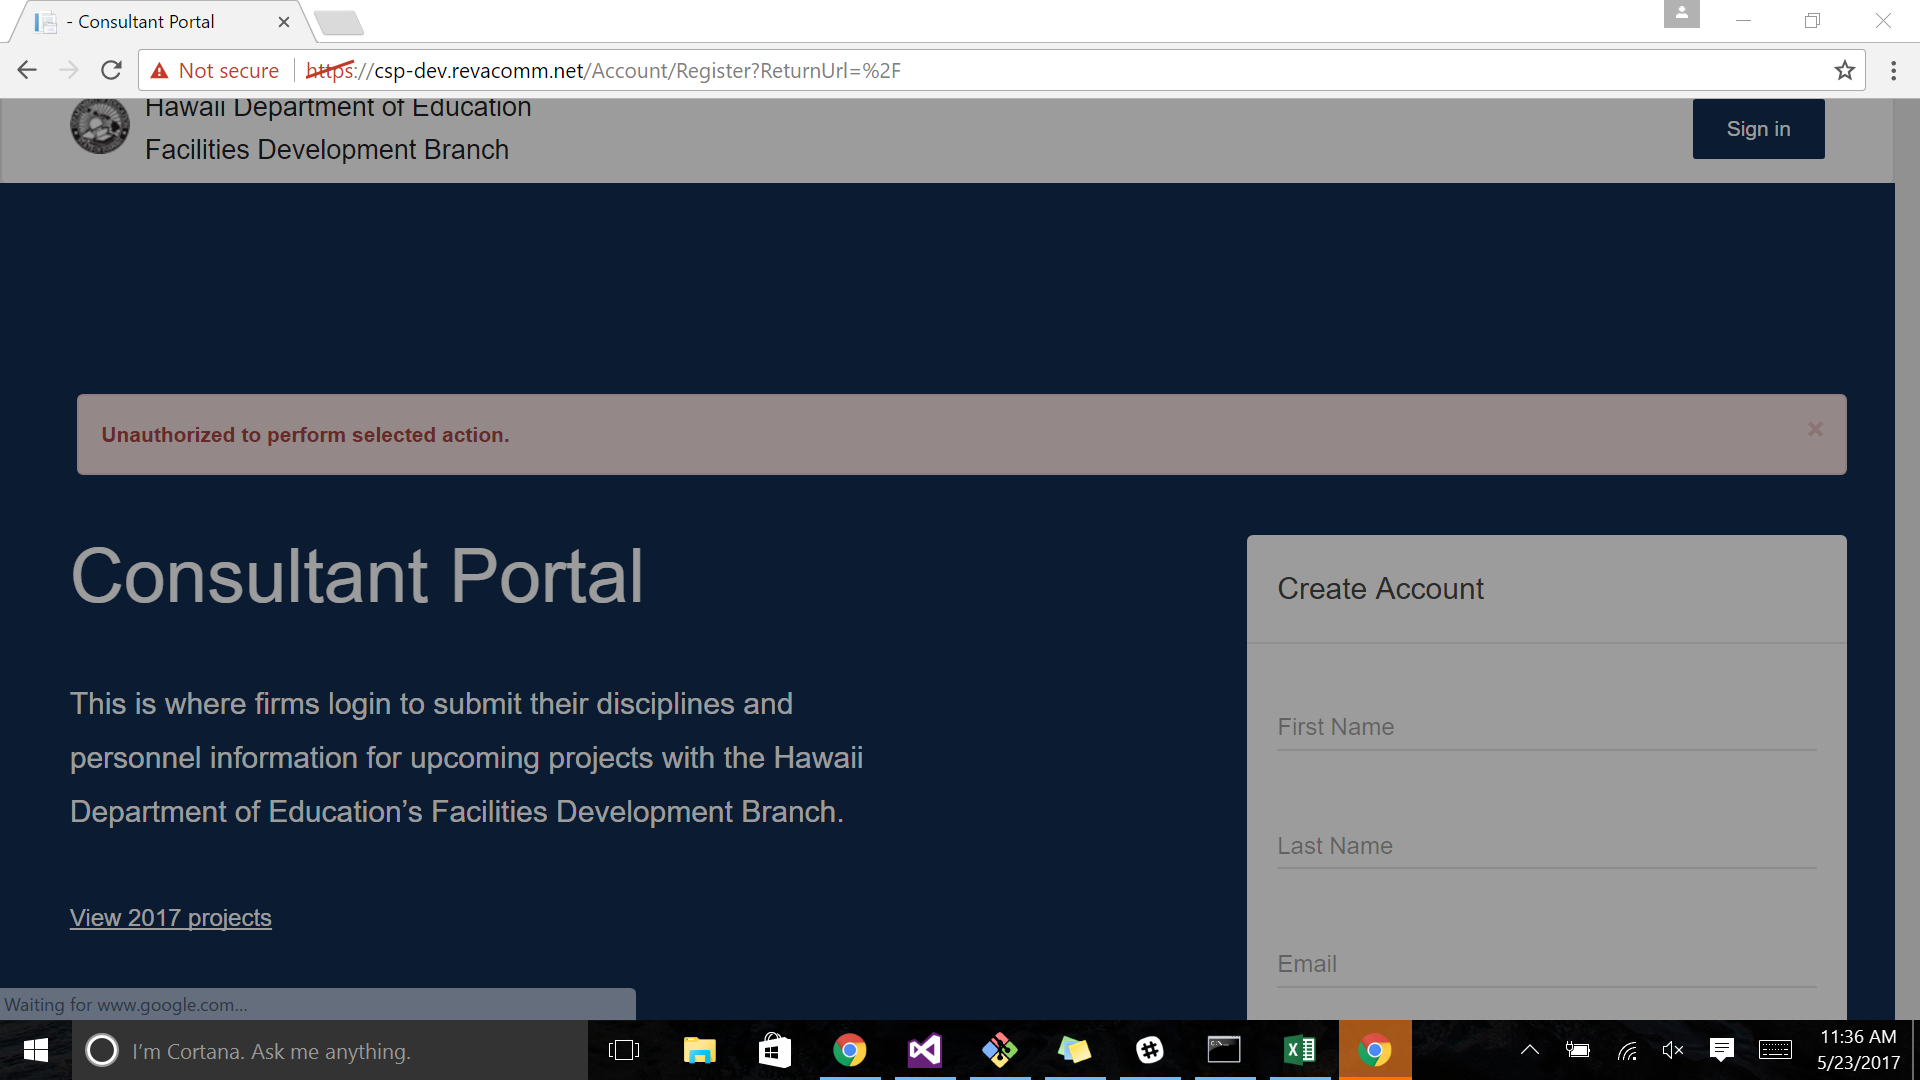 - Consultant Portal
Not secure https://csp-dev.revacomm.net/Account/Register?ReturnUrl=%2F
Hawaii Department of Education
Facilities Development Branch
Sign in
Unauthorized to perform selected action.
Consultant Portal
This is where firms login to submit their disciplines and
personnel information for upcoming projects with the Hawaii
Department of Education’s Facilities Development Branch.
View 2017 projects
Create Account
First Name
Last Name
Email
Waiting for www.google.com...
I’m Cortana. Ask me anything.
11:36 AM
5/23/2017